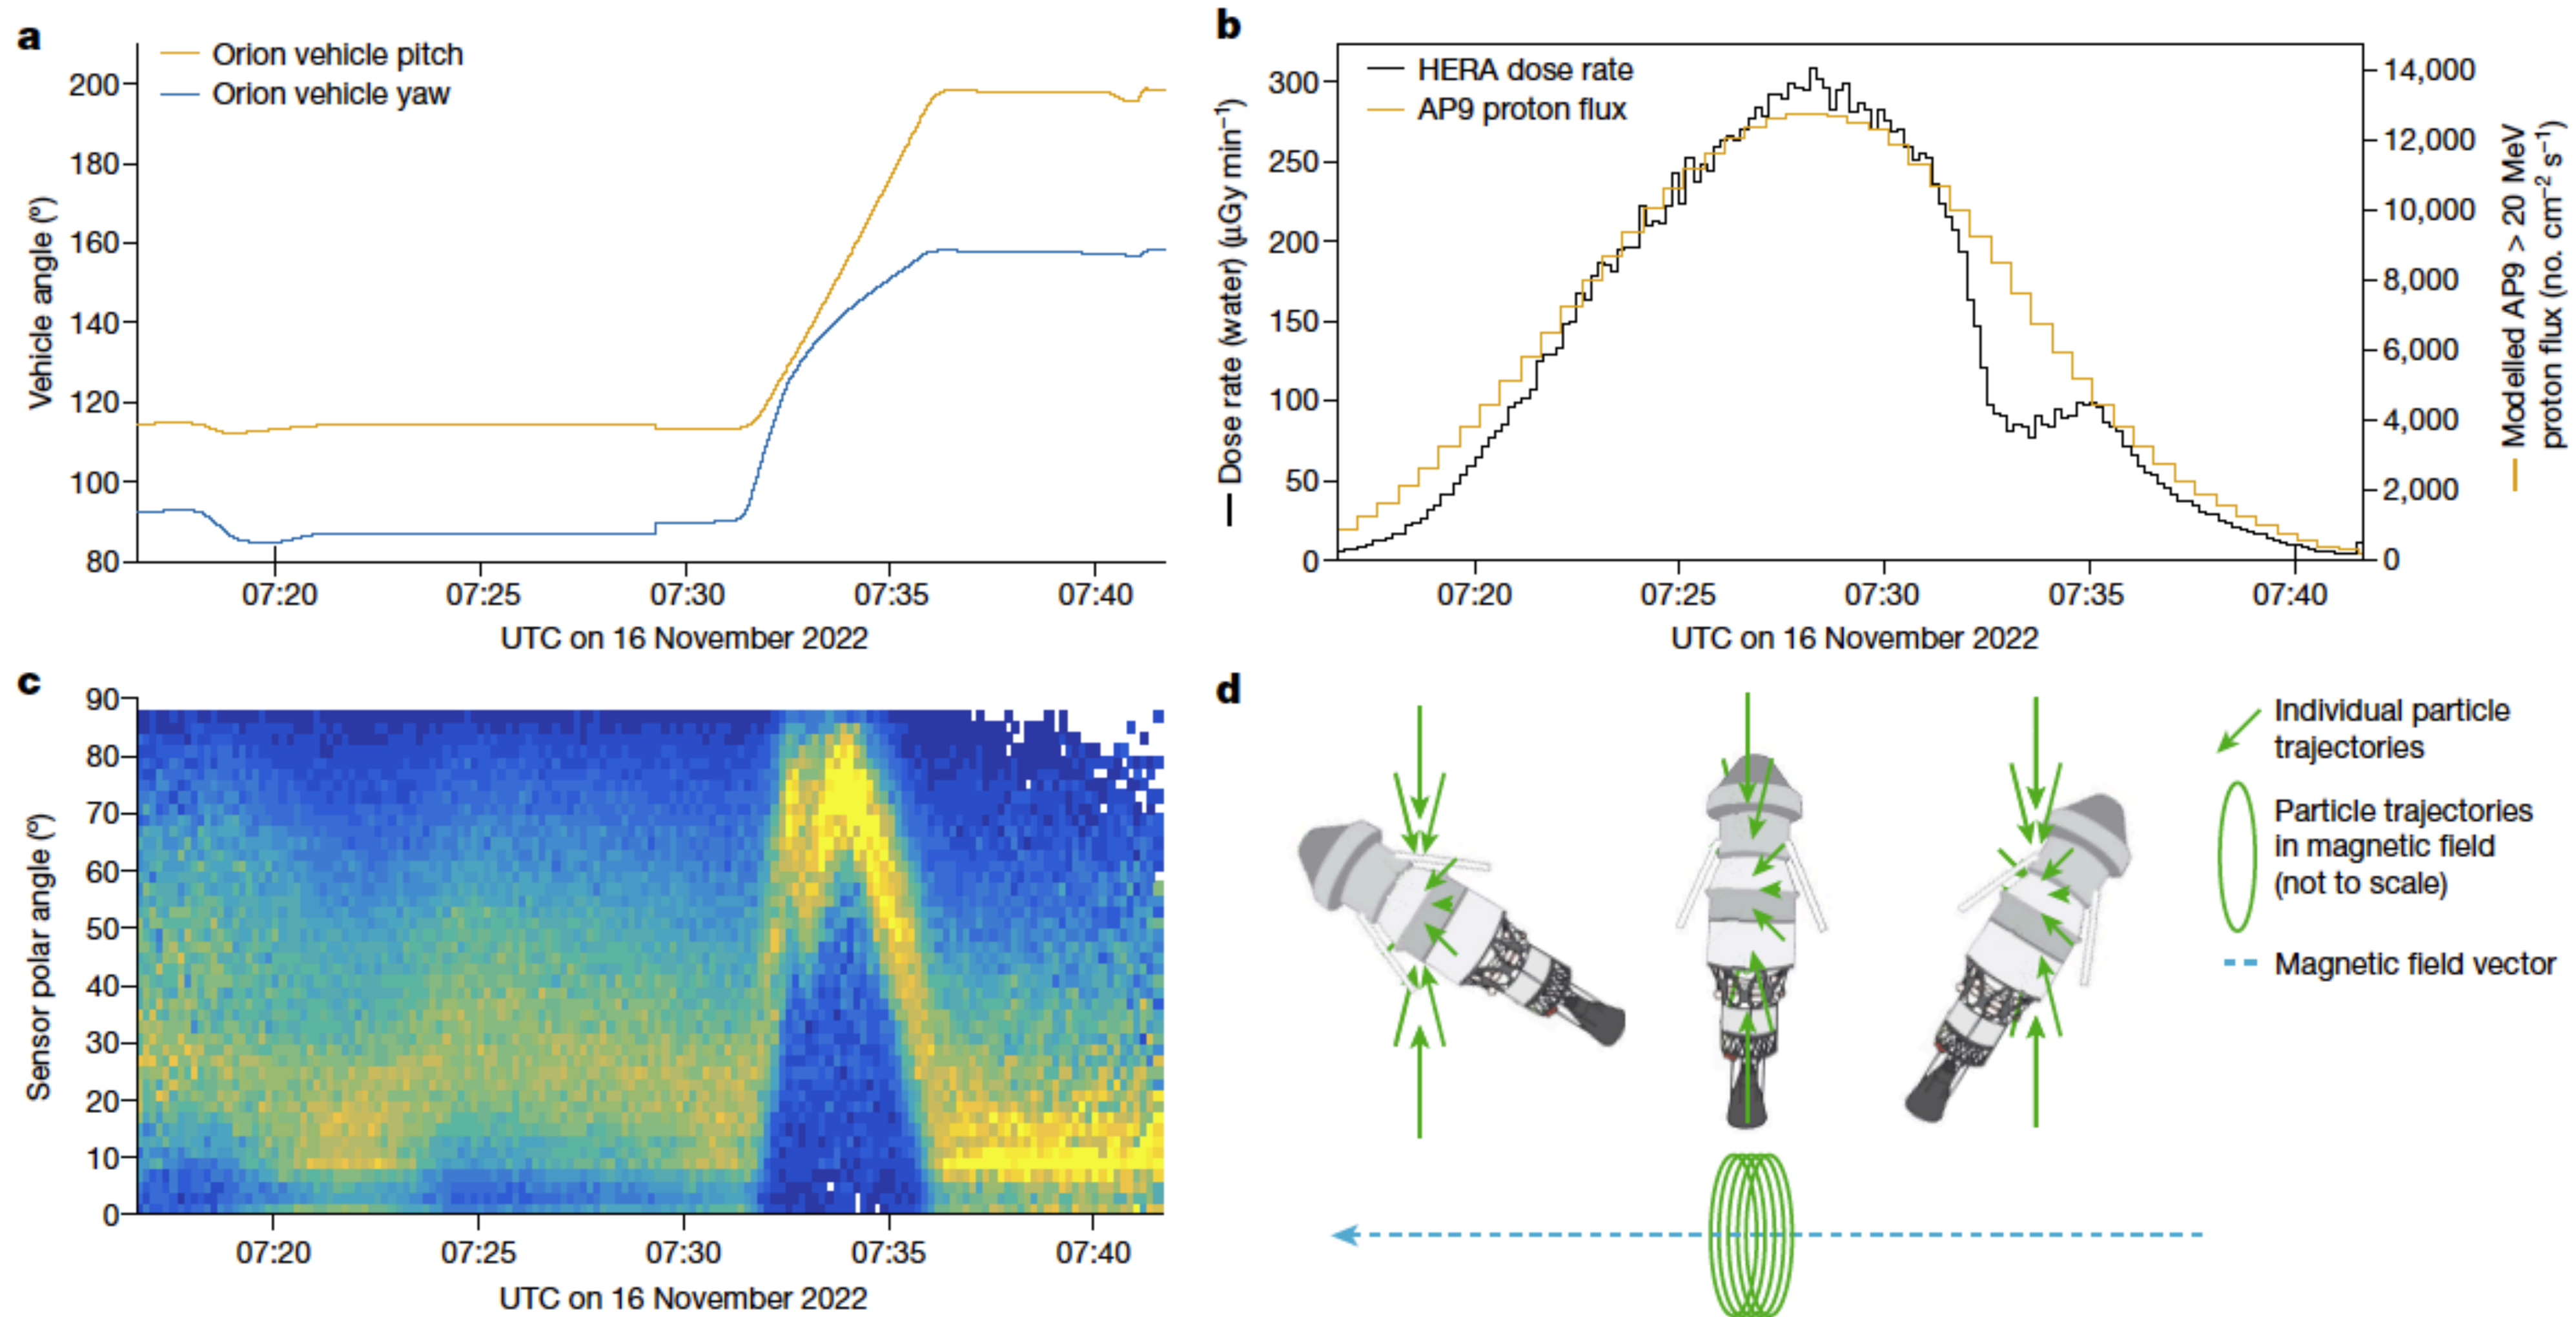 a
Orion vehicle pitch
Orion vehicle yaw
Vehicle angle (º)
200
180
160
140
120
100
80
07:20 07:25 07:30 07:35 07:40
UTC on 16 November 2022
b
HERA dose rate
AP9 proton flux
Dose rate (water) (μGy min⁻¹)
300
250
200
150
100
50
0
14,000
12,000
10,000
8,000
6,000
4,000
2,000
0
Modelled AP9 > 20 MeV
proton flux (no. cm⁻² s⁻¹)
07:20 07:25 07:30 07:35 07:40
UTC on 16 November 2022
c
Sensor polar angle (º)
90
80
70
60
50
40
30
20
10
0
07:20 07:25 07:30 07:35 07:40
UTC on 16 November 2022
d
Individual particle
trajectories
Particle trajectories
in magnetic field
(not to scale)
Magnetic field vector